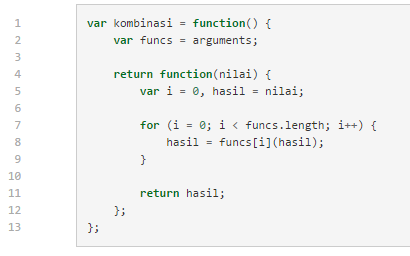 1 var kombinasi = function() {
2     var funcs = arguments;
3
4     return function(nilai) {
5         var i = 0, hasil = nilai;
6
7         for (i = 0; i < funcs.length; i++) {
8             hasil = funcs[i](hasil);
9         }
10
11         return hasil;
12     };
13 };